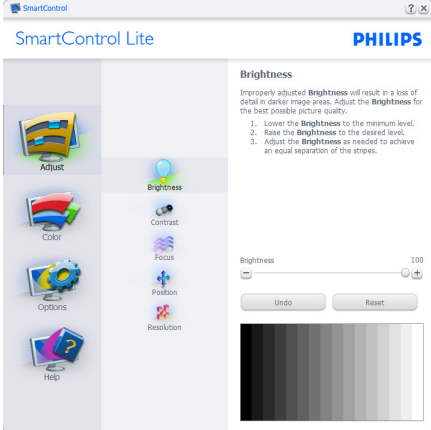 SmartControl
SmartControl Lite
PHILIPS
Adjust
Color
Options
Help
Brightness
Contrast
Focus
Position
Resolution
Brightness
Improperly adjusted Brightness will result in a loss of
detail in darker image areas. Adjust the Brightness for
the best possible picture quality.
1. Lower the Brightness to the minimum level.
2. Raise the Brightness to the desired level.
3. Adjust the Brightness as needed to achieve
an equal separation of the stripes.
Brightness 100
Undo Reset